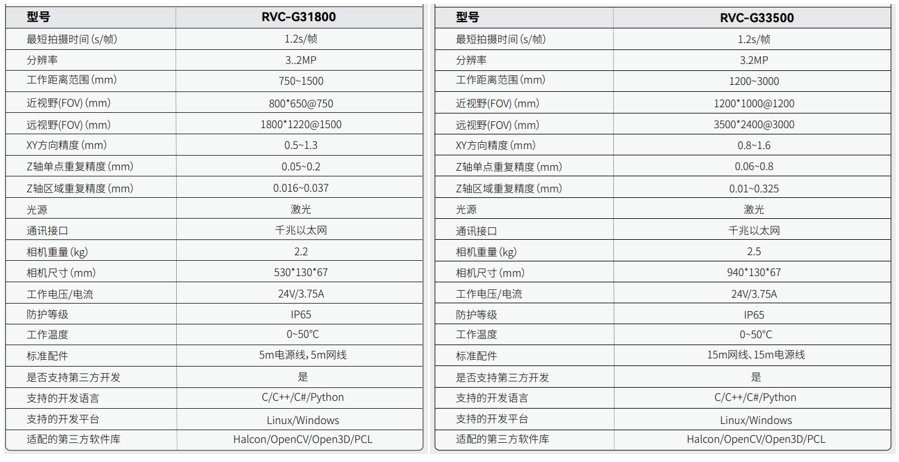 型号 RVC-G31800
最短拍摄时间(s/帧) 1.2s/帧
分辨率 3..2MP
工作距离范围(mm) 750~1500
近视野(FOV)(mm) 800*650@750
远视野(FOV)(mm) 1800*1220@1500
XY方向精度(mm) 0.5~1.3
Z轴单点重复精度(mm) 0.05~0.2
Z轴区域重复精度(mm) 0.016~0.037
光源 激光
通讯接口 千兆以太网
相机重量(kg) 2.2
相机尺寸(mm) 530*130*67
工作电压/电流 24V/3.75A
防护等级 IP65
工作温度 0~50°C
标准配件 5m电源线，5m网线
是否支持第三方开发 是
支持的开发语言 C/C++/C#/Python
支持的开发平台 Linux/Windows
适配的第三方软件库 Halcon/OpenCV/Open3D/PCL
型号 RVC-G33500
最短拍摄时间(s/帧) 1.2s/帧
分辨率 3.2MP
工作距离范围(mm) 1200~3000
近视野(FOV)(mm) 1200*1000@1200
远视野(FOV)(mm) 3500*2400@3000
XY方向精度(mm) 0.8~1.6
Z轴单点重复精度(mm) 0.06~0.8
Z轴区域重复精度(mm) 0.01~0.325
光源 激光
通讯接口 千兆以太网
相机重量(kg) 2.5
相机尺寸(mm) 940*130*67
工作电压/电流 24V/3.75A
防护等级 IP65
工作温度 0~50°C
标准配件 15m网线、15m电源线
是否支持第三方开发 是
支持的开发语言 C/C++/C#/Python
支持的开发平台 Linux/Windows
适配的第三方软件库 Halcon/OpenCV/Open3D/PCL